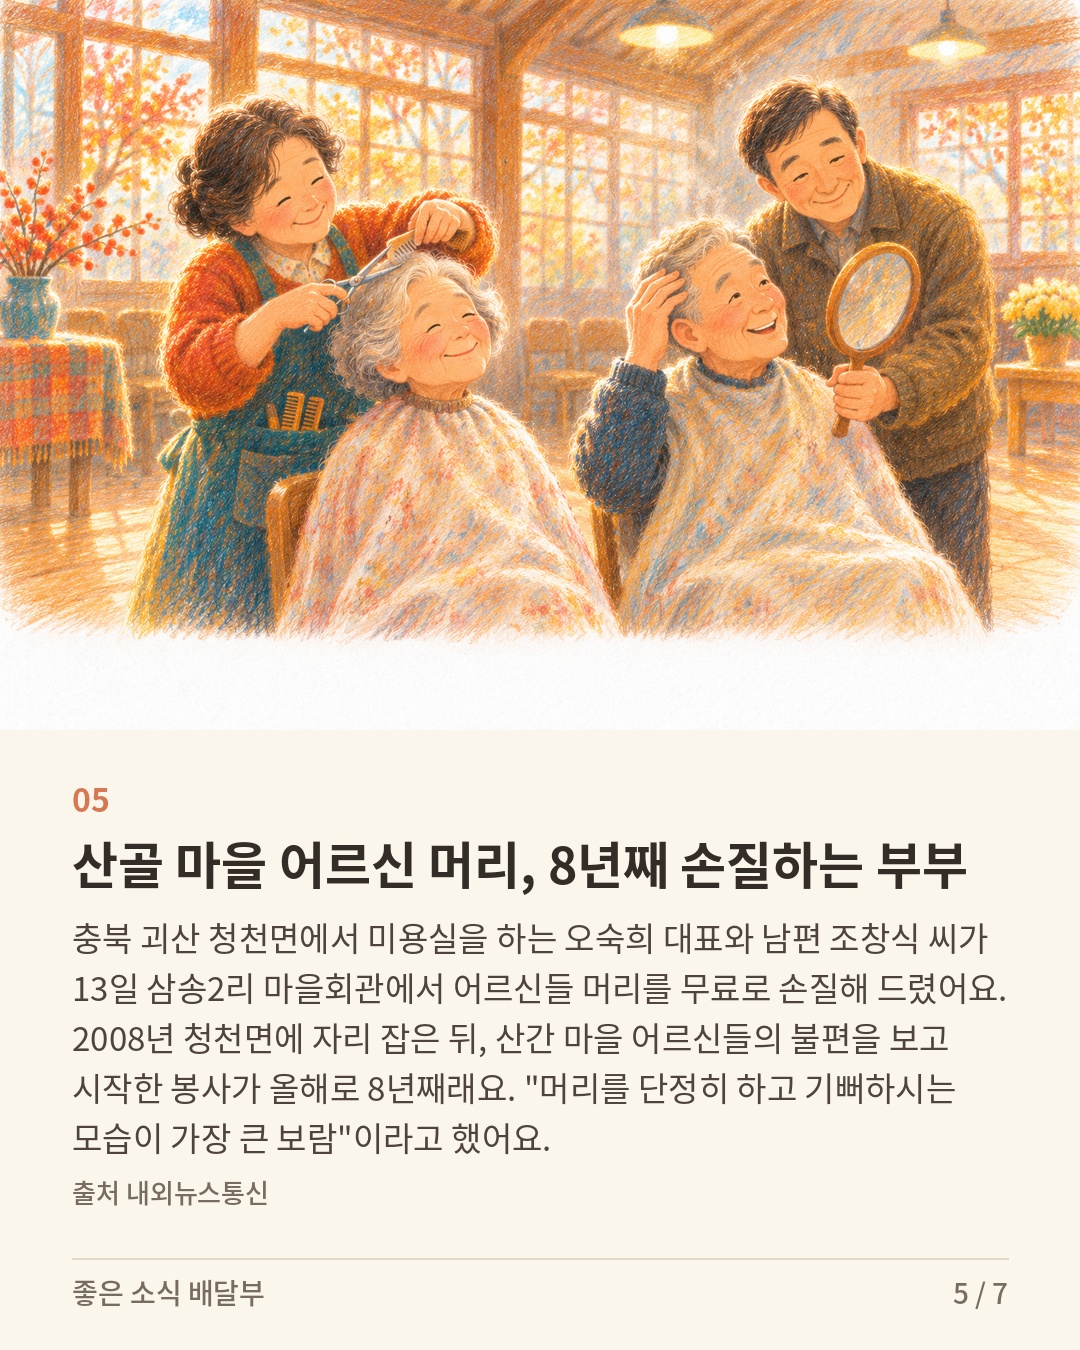 05
산골 마을 어르신 머리, 8년째 손질하는 부부
충북 괴산 청천면에서 미용실을 하는 오숙희 대표와 남편 조창식 씨가
13일 삼송2리 마을회관에서 어르신들 머리를 무료로 손질해 드렸어요.
2008년 청천면에 자리 잡은 뒤, 산간 마을 어르신들의 불편을 보고
시작한 봉사가 올해로 8년째래요. "머리를 단정히 하고 기뻐하시는
모습이 가장 큰 보람"이라고 했어요.
출처 내외뉴스통신
좋은 소식 배달부
5 / 7